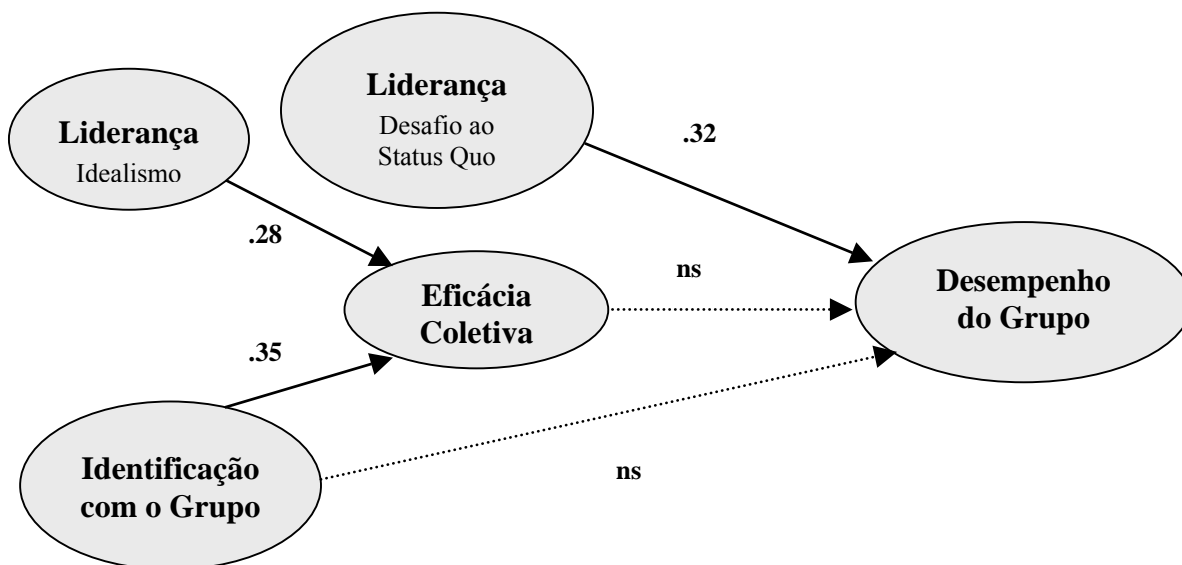 Liderança
Idealismo
Liderança
Desafio ao
Status Quo
.32
.28
Eficácia
Coletiva
ns
Desempenho
do Grupo
.35
Identificação
com o Grupo
ns